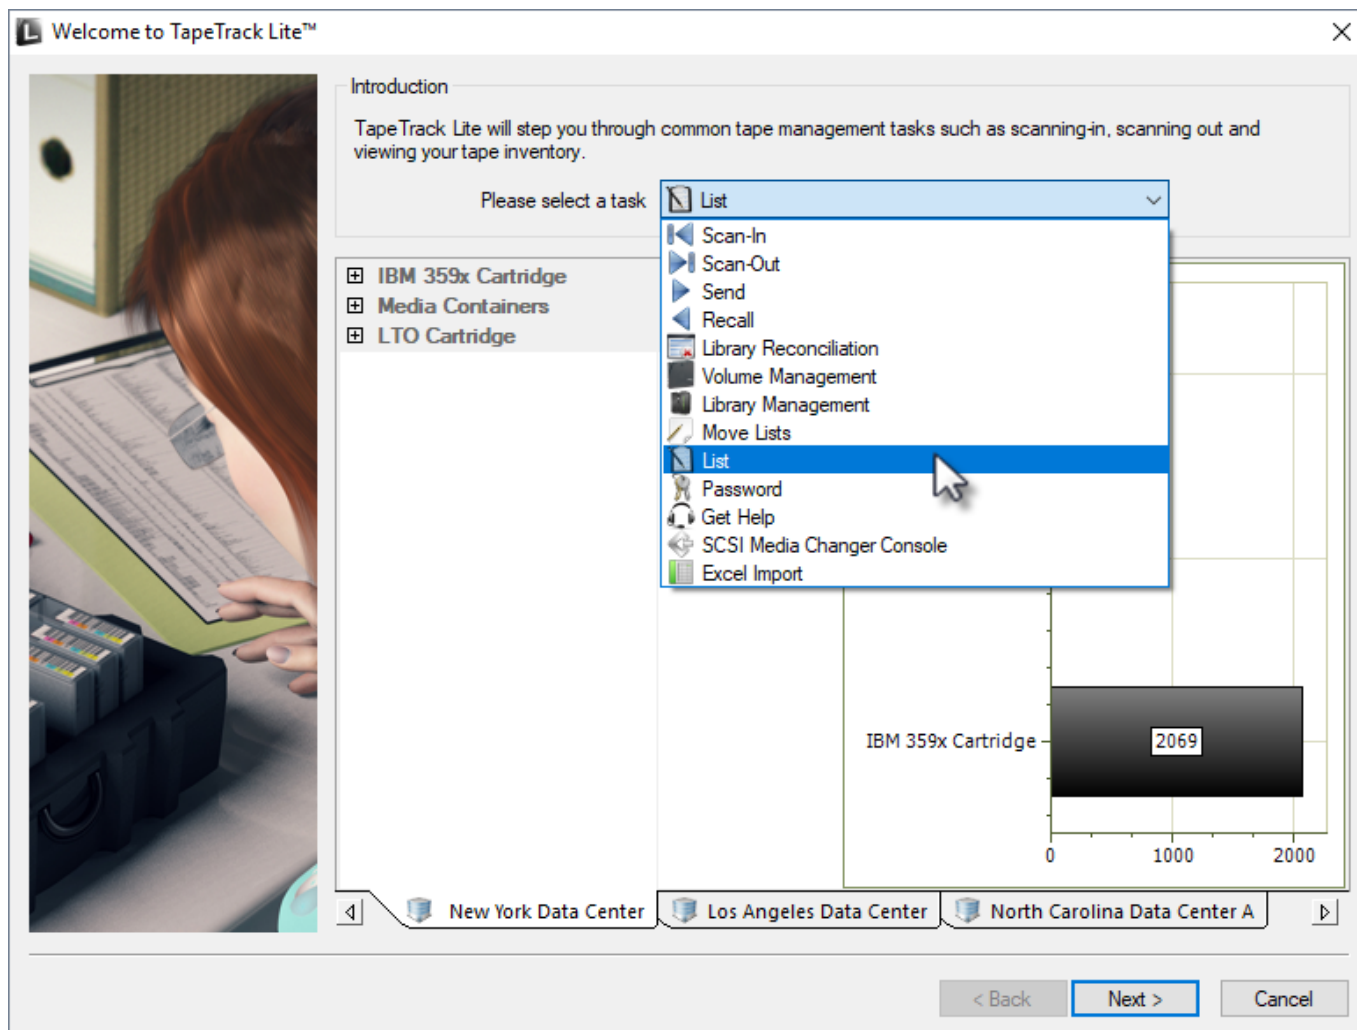 Welcome to TapeTrack Lite™
Introduction
TapeTrack Lite will step you through common tape management tasks such as scanning-in, scanning out and
viewing your tape inventory.
Please select a task
List
Scan-In
Scan-Out
Send
Recall
Library Reconciliation
Volume Management
Library Management
Move Lists
List
Password
Get Help
SCSI Media Changer Console
Excel Import
IBM 359x Cartridge
Media Containers
LTO Cartridge
IBM 359x Cartridge
2069
0 1000 2000
New York Data Center
Los Angeles Data Center
North Carolina Data Center A
< Back
Next >
Cancel